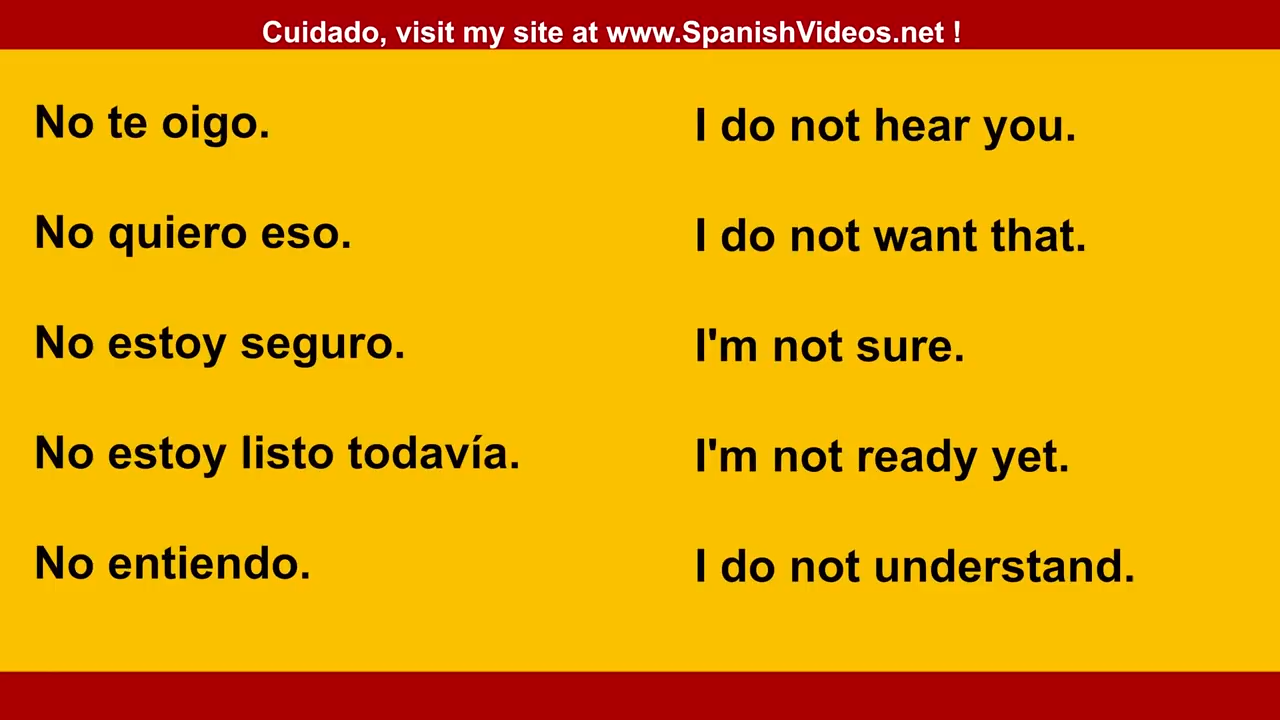 Cuidado, visit my site at www.SpanishVideos.net !
No te oigo. I do not hear you.
No quiero eso. I do not want that.
No estoy seguro. I'm not sure.
No estoy listo todavía. I'm not ready yet.
No entiendo. I do not understand.